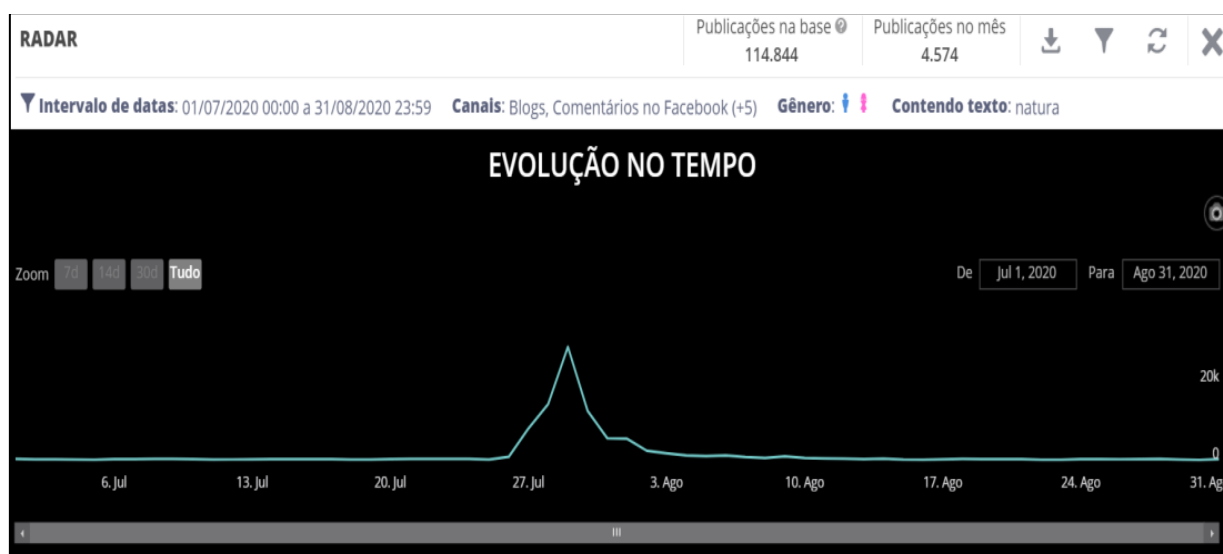 RADAR
Publicações na base
114.844
Publicações no mês
4.574
Intervalo de datas: 01/07/2020 00:00 a 31/08/2020 23:59 Canais: Blogs, Comentários no Facebook (+5) Gênero: Contendo texto: natura
EVOLUÇÃO NO TEMPO
Zoom 7d 14d 30d Tudo
De Jul 1, 2020 Para Ago 31, 2020
20k
0
6. Jul 13. Jul 20. Jul 27. Jul 3. Ago 10. Ago 17. Ago 24. Ago 31. Ag